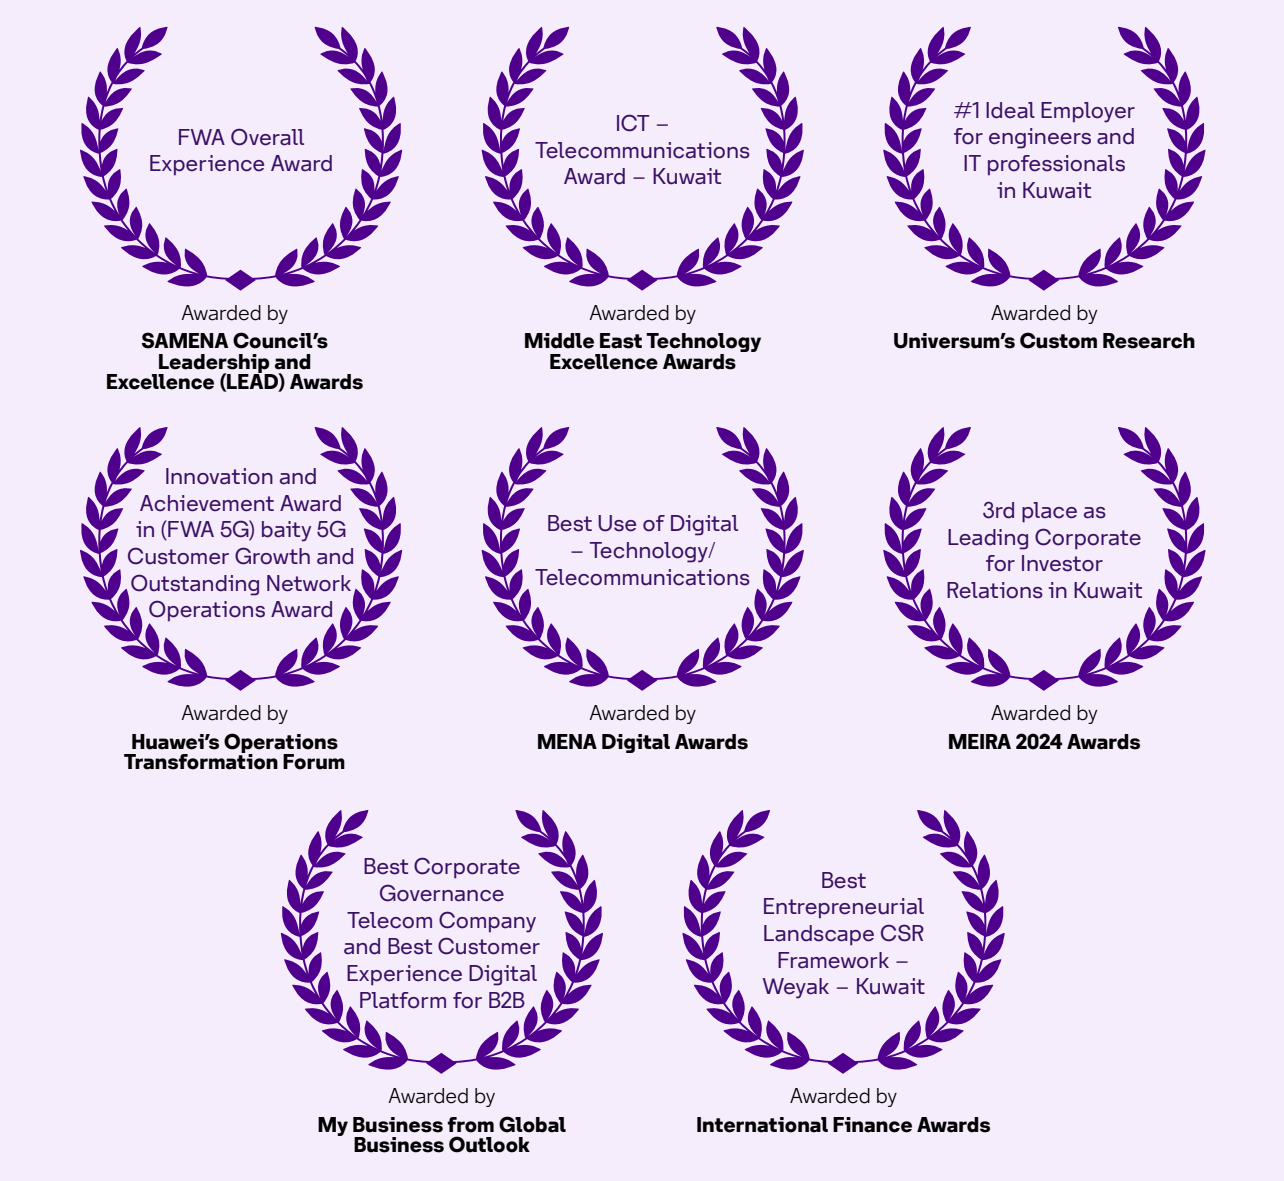 FWA Overall
Experience Award
Awarded by
SAMENA Council’s
Leadership and
Excellence (LEAD) Awards
ICT –
Telecommunications
Award – Kuwait
Awarded by
Middle East Technology
Excellence Awards
#1 Ideal Employer
for engineers and
IT professionals
in Kuwait
Awarded by
Universum’s Custom Research
Innovation and
Achievement Award
in (FWA 5G) baity 5G
Customer Growth and
Outstanding Network
Operations Award
Awarded by
Huawei’s Operations
Transformation Forum
Best Use of Digital
– Technology/
Telecommunications
Awarded by
MENA Digital Awards
3rd place as
Leading Corporate
for Investor
Relations in Kuwait
Awarded by
MEIRA 2024 Awards
Best Corporate
Governance
Telecom Company
and Best Customer
Experience Digital
Platform for B2B
Awarded by
My Business from Global
Business Outlook
Best
Entrepreneurial
Landscape CSR
Framework –
Weyak – Kuwait
Awarded by
International Finance Awards